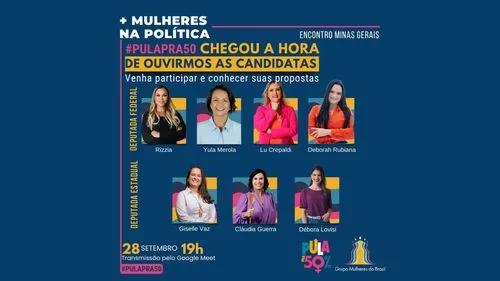 + MULHERES
NA POLÍTICA
ENCONTRO MINAS GERAIS
#PULAPRA50 CHEGOU A HORA
DE OUVIRMOS AS CANDIDATAS
Venha participar e conhecer suas propostas
DEPUTADA FEDERAL
Rizzia
Yula Merola
Lu Crepaldi
Deborah Rubiana
DEPUTADA ESTADUAL
Giselle Vaz
Cláudia Guerra
Débora Lovisi
28 SETEMBRO 19h
Transmissão pelo Google Meet
#PULAPRA50
PULA
PRA 50%
Grupo Mulheres do Brasil